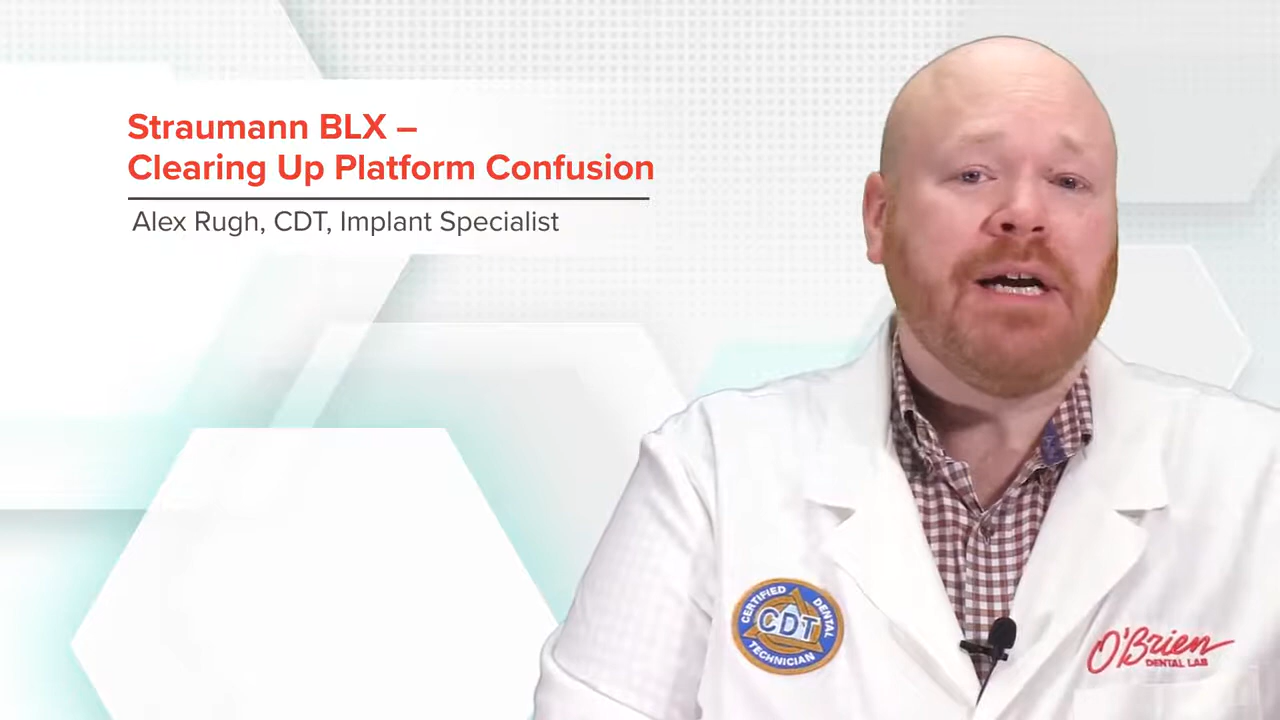 Straumann BLX –
Clearing Up Platform Confusion
Alex Rugh, CDT, Implant Specialist
CERTIFIED DENTAL
CDT
TECHNICIAN
O'Brien
DENTAL LAB